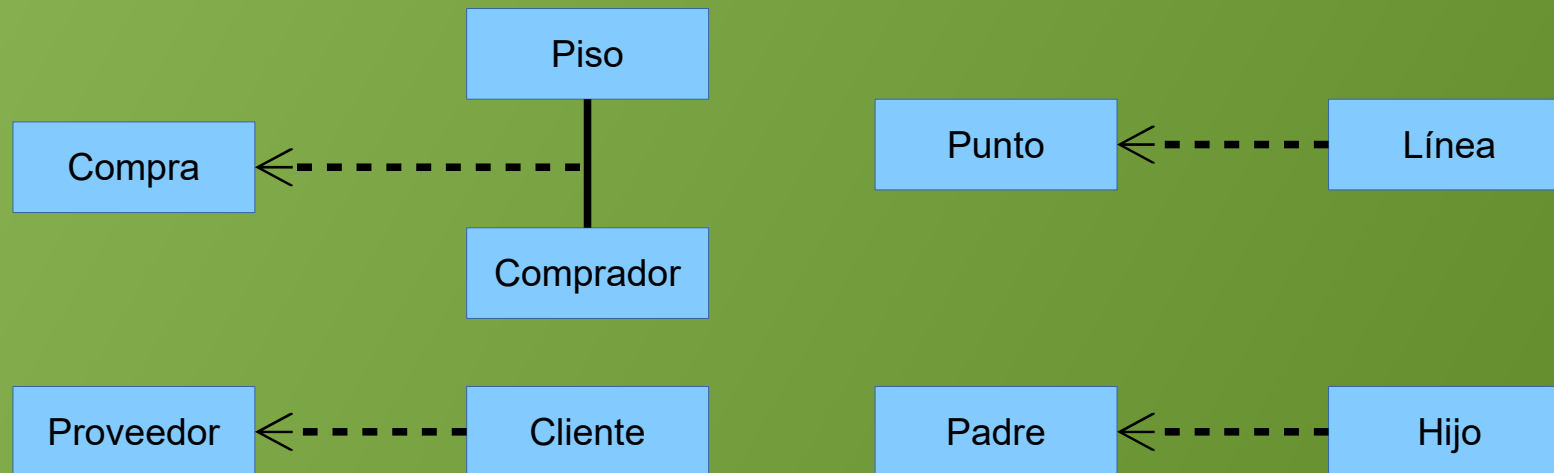 Piso
Compra
Comprador
Punto
Línea
Proveedor
Cliente
Padre
Hijo